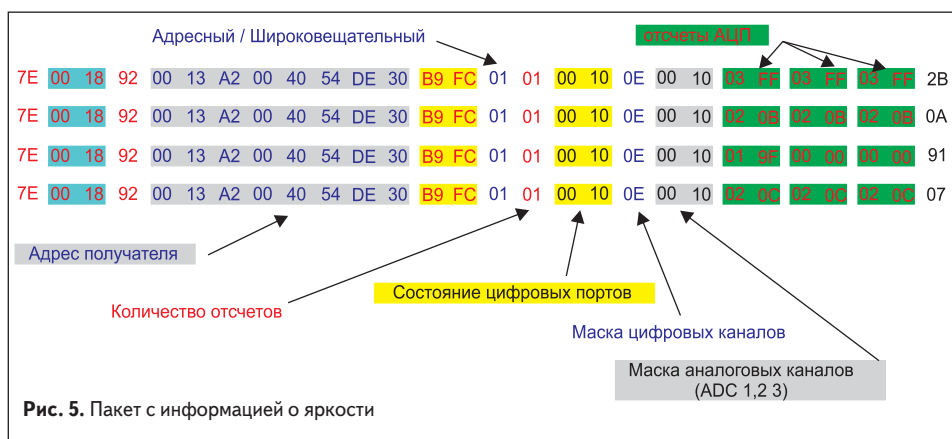 Адресный / Широковещательный
отсчеты АЦП
7E 00 18 92 00 13 A2 00 40 54 DE 30 B9 FC 01 01 00 10 0E 00 10 03 FF 03 FF 03 FF 2B
7E 00 18 92 00 13 A2 00 40 54 DE 30 B9 FC 01 01 00 10 0E 00 10 02 0B 02 0B 02 0B 0A
7E 00 18 92 00 13 A2 00 40 54 DE 30 B9 FC 01 01 00 10 0E 00 10 01 9F 00 00 00 00 91
7E 00 18 92 00 13 A2 00 40 54 DE 30 B9 FC 01 01 00 10 0E 00 10 02 0C 02 0C 02 0C 07
Адрес получателя
Состояние цифровых портов
Количество отсчетов
Маска цифровых каналов
Маска аналоговых каналов
(ADC 1,2 3)
Рис. 5. Пакет с информацией о яркости